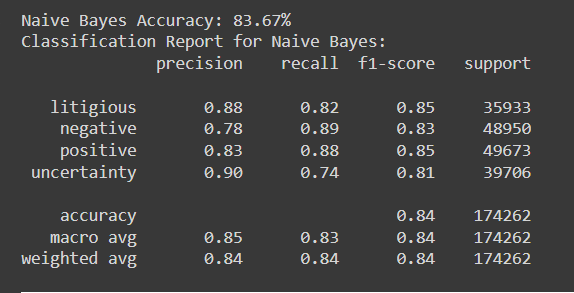 Naive Bayes Accuracy: 83.67%
Classification Report for Naive Bayes:
precision recall f1-score support
litigious 0.88 0.82 0.85 35933
negative 0.78 0.89 0.83 48950
positive 0.83 0.88 0.85 49673
uncertainty 0.90 0.74 0.81 39706
accuracy 0.84 174262
macro avg 0.85 0.83 0.84 174262
weighted avg 0.84 0.84 0.84 174262